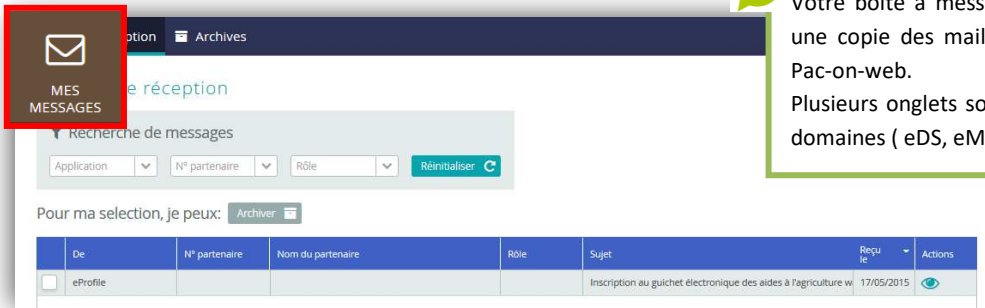 MES
MESSAGES
Archives
réception
Recherche de messages
Application
N° partenaire
Rôle
Réinitialiser
Pour ma selection, je peux:
Archiver
De
N° partenaire
Nom du partenaire
Rôle
Sujet
Reçu
le
Actions
eProfile
Inscription au guichet électronique des aides à l'agriculture w
17/05/2015
Votre boîte à mess
une copie des mail
Pac-on-web.
Plusieurs onglets so
domaines ( eDS, eM